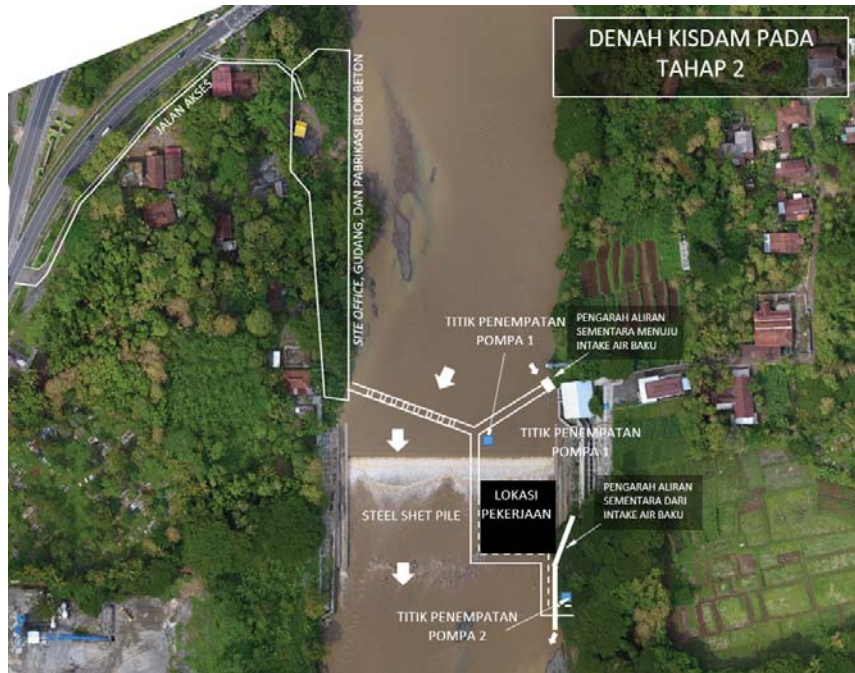 DENAH KISDAM PADA
TAHAP 2
JALAN AKSES
SITE OFFICE, GUDANG, DAN PABRIKASI BLOK BETON
TITIK PENEMPATAN
POMPA 1
PENGARAH ALIRAN
SEMENTARA MENUJU
INTAKE AIR BAKU
TITIK PENEMPATAN
POMPA 1
LOKASI
PEKERJAAN
STEEL SHET PILE
PENGARAH ALIRAN
SEMENTARA DARI
INTAKE AIR BAKU
TITIK PENEMPATAN
POMPA 2